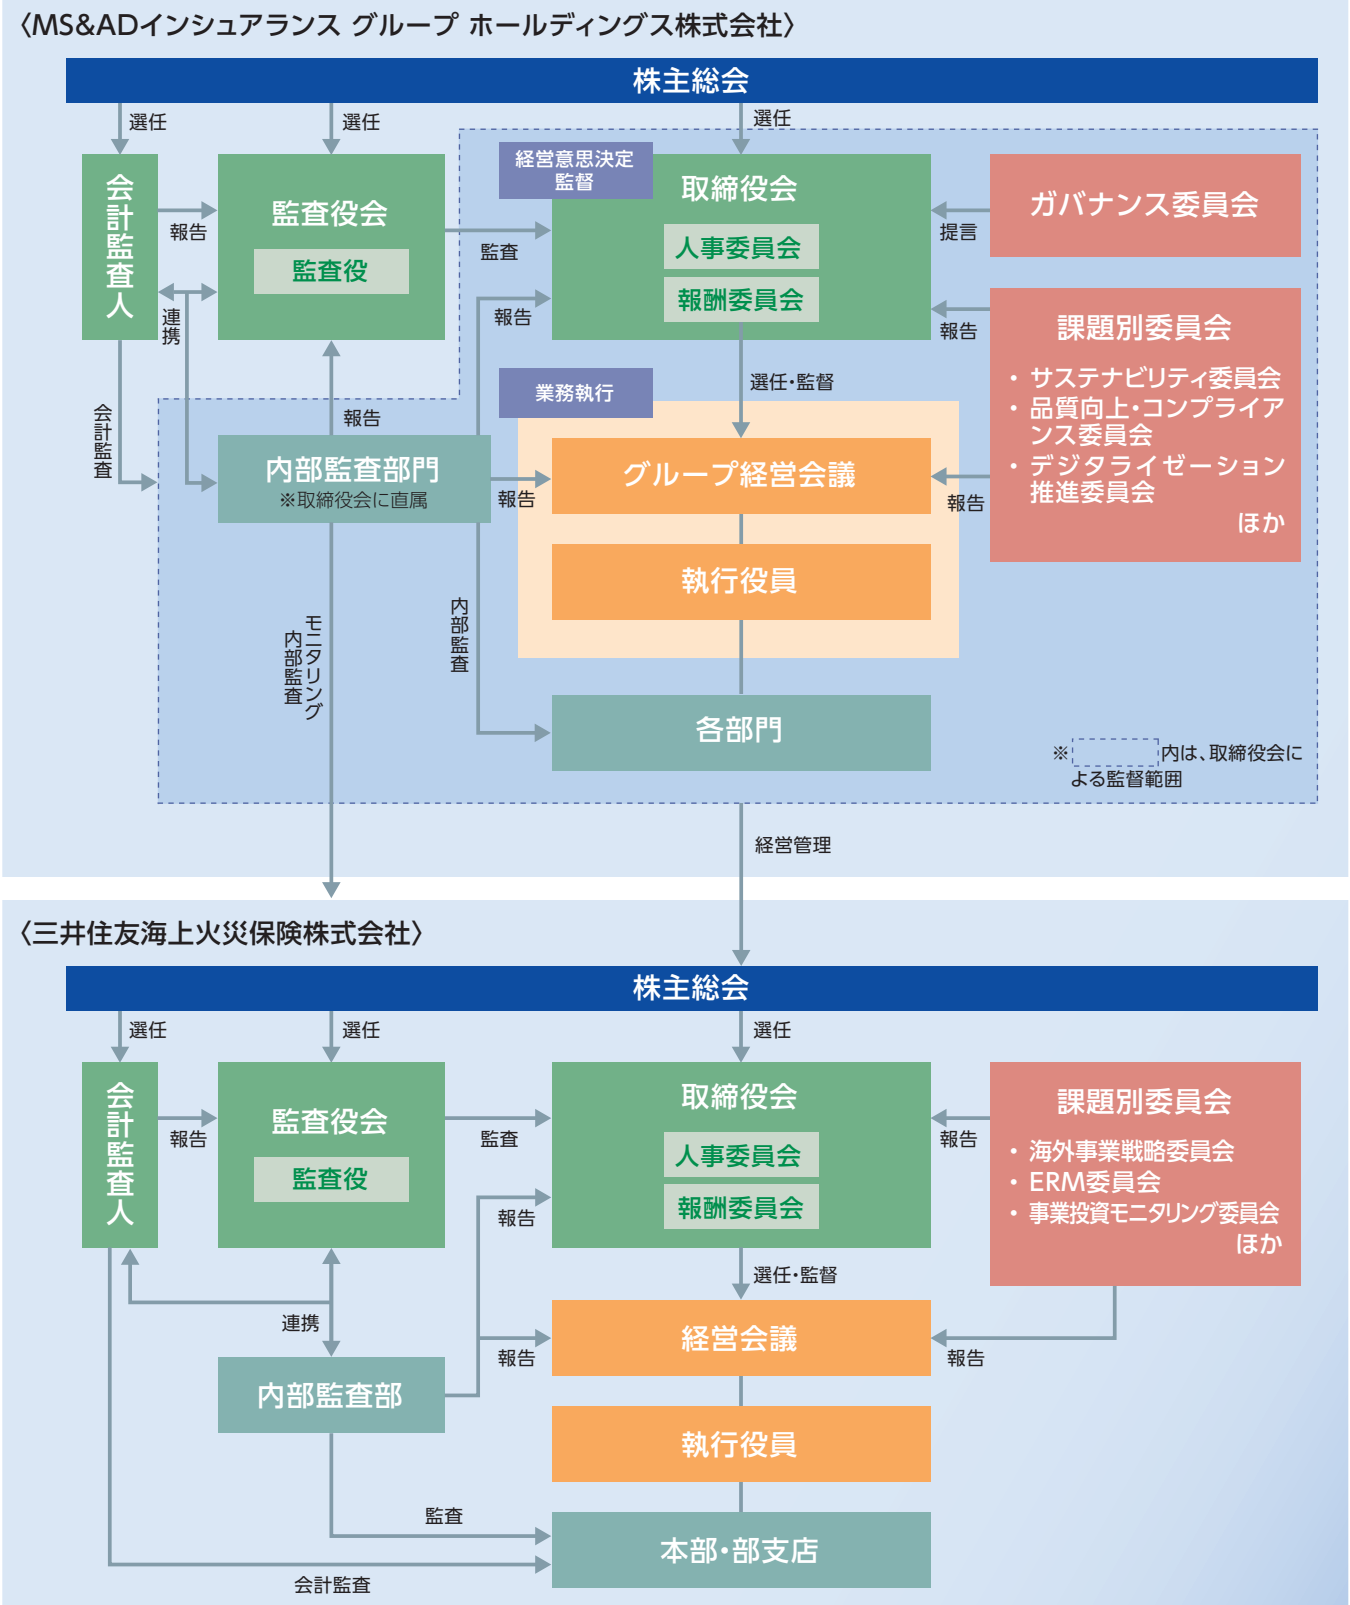 〈MS&ADインシュアランス グループ ホールディングス株式会社〉
株主総会
選任
選任
選任
会計監査人
報告
監査役会
監査役
監査
経営意思決定
監督
取締役会
人事委員会
報酬委員会
提言
ガバナンス委員会
連携
報告
報告
課題別委員会
・ サステナビリティ委員会
・ 品質向上・コンプライア
ンス委員会
・ デジタライゼーション
推進委員会
ほか
選任・監督
業務執行
会計監査
報告
内部監査部門
※取締役会に直属
報告
グループ経営会議
報告
執行役員
モニタリング
内部監査
内部監査
各部門
※ 内は、取締役会に
よる監督範囲
経営管理
〈三井住友海上火災保険株式会社〉
株主総会
選任
選任
選任
会計監査人
報告
監査役会
監査役
監査
取締役会
人事委員会
報酬委員会
報告
課題別委員会
・ 海外事業戦略委員会
・ ERM委員会
・ 事業投資モニタリング委員会
ほか
報告
選任・監督
連携
経営会議
報告
報告
内部監査部
執行役員
監査
本部・部支店
会計監査